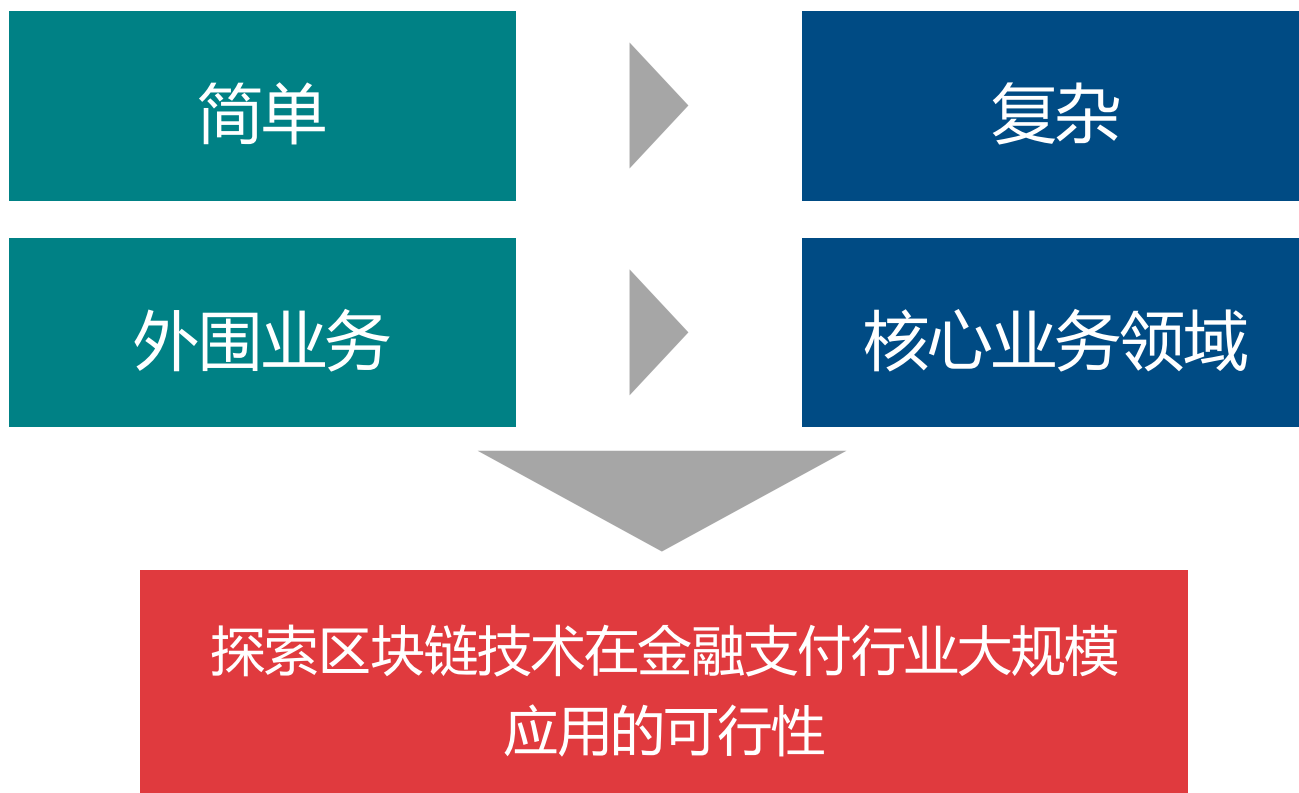 简单
复杂
外围业务
核心业务领域
探索区块链技术在金融支付行业大规模
应用的可行性